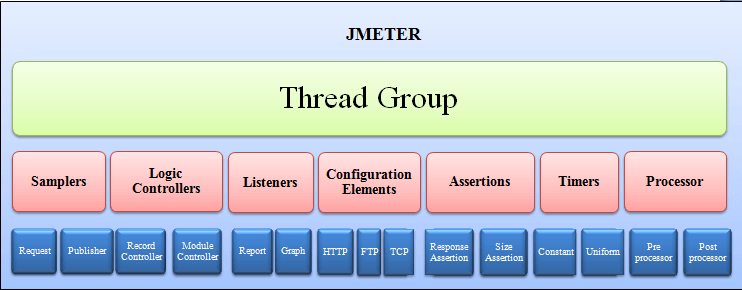 JMETER
Thread Group
Samplers
Logic
Controllers
Listeners
Configuration
Elements
Assertions
Timers
Processor
Request
Publisher
Record
Controller
Module
Controller
Report
Graph
HTTP
FTP
TCP
Response
Assertion
Size
Assertion
Constant
Uniform
Pre
processor
Post
processor